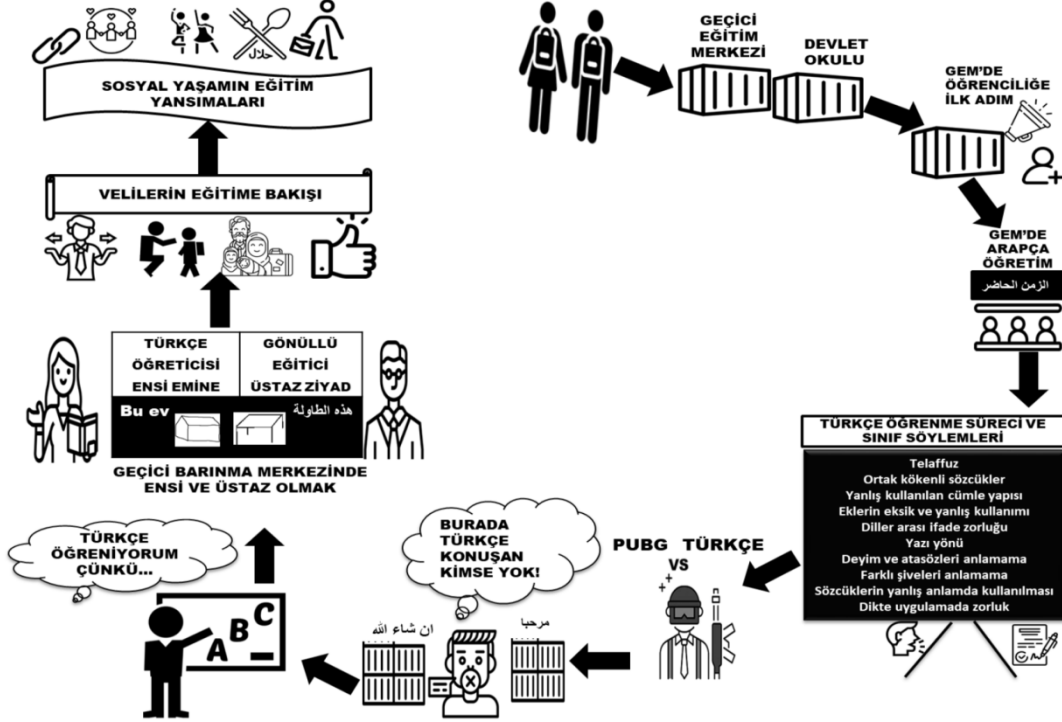 GEÇİCİ
EĞİTİM
MERKEZİ
DEVLET
OKULU
GEM'DE
ÖĞRENCİLİĞE
İLK ADIM
GEM'DE
ARAPÇA
ÖĞRETİM
الزمن الحاضر
TÜRKÇE ÖĞRENME SÜRECİ VE
SINIF SÖYLEMLERİ
Telaffuz
Ortak kökenli sözcükler
Yanlış kullanılan cümle yapısı
Eklerin eksik ve yanlış kullanımı
Diller arası ifade zorluğu
Yazı yönü
Deyim ve atasözleri anlamama
Farklı şiveleri anlamama
Sözcüklerin yanlış anlamda kullanılması
Dikte uygulamada zorluk
PUBG TÜRKÇE
VS
BURADA
TÜRKÇE
KONUŞAN
KİMSE YOK!
مرحبا
ان شاء الله
TÜRKÇE
ÖĞRENİYORUM
ÇÜNKÜ...
A B C
TÜRKÇE
ÖĞRETİCİSİ
ENSİ EMİNE
GÖNÜLLÜ
EĞİTİCİ
ÜSTAZ ZİYAD
Bu ev
هذه الطاولة
GEÇİCİ BARINMA MERKEZİNDE
ENSİ VE ÜSTAZ OLMAK
VELİLERİN EĞİTİME BAKIŞI
SOSYAL YAŞAMIN EĞİTİM
YANSIMALARI
حلال